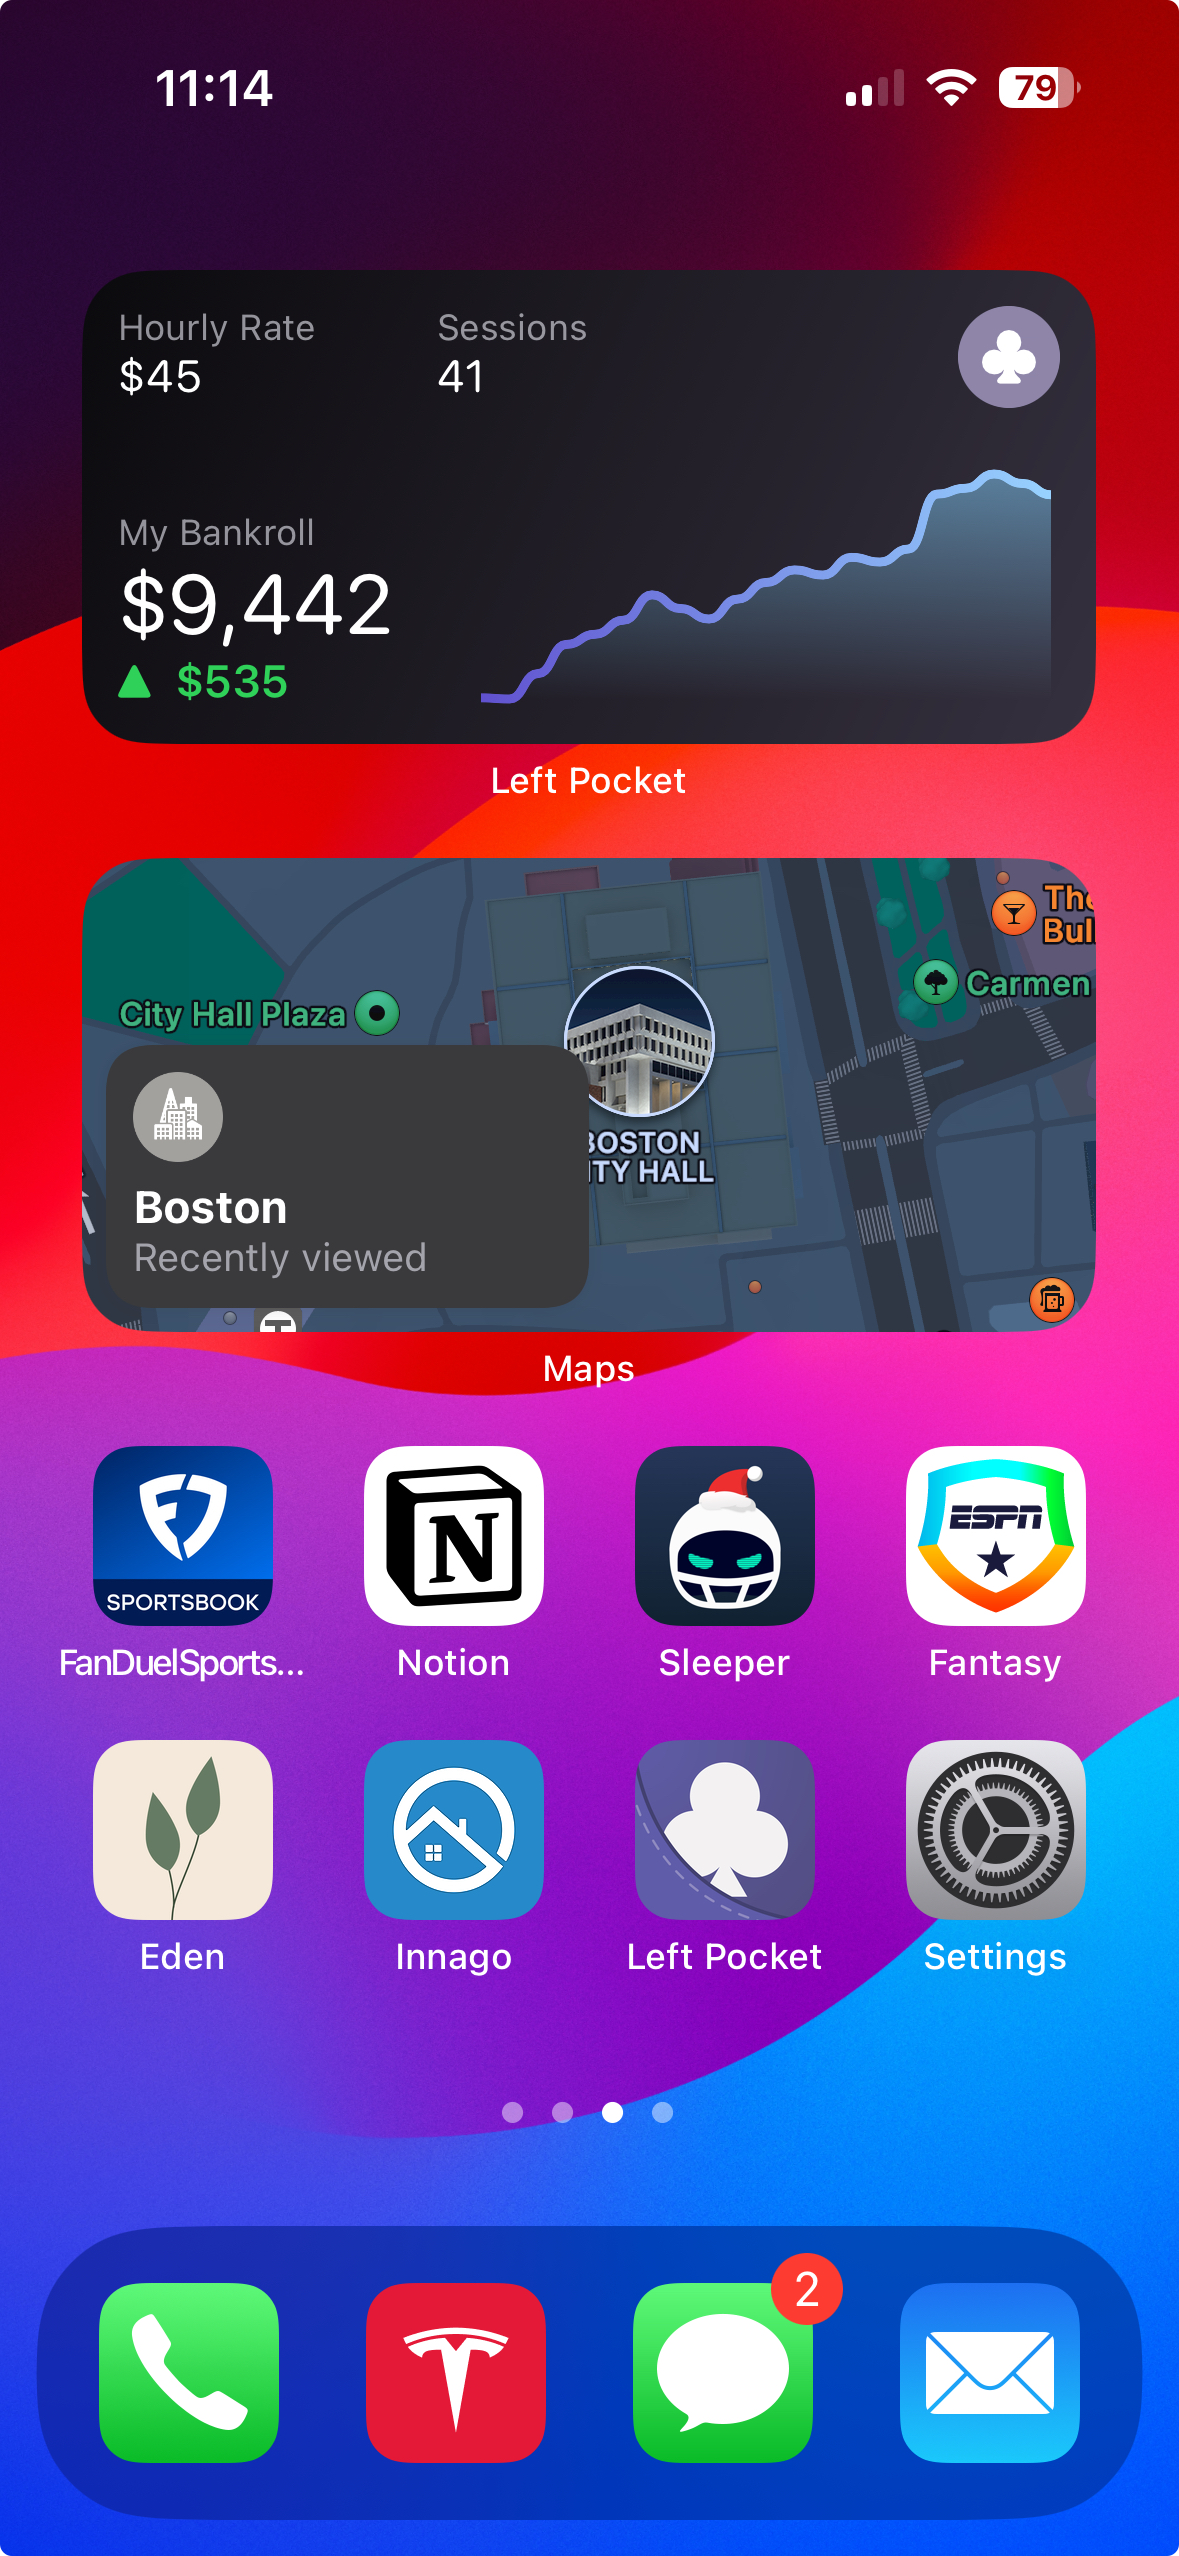 11:14
79
Hourly Rate
Sessions
$45
41
My Bankroll
$9,442
$535
Left Pocket
The
Bul
Carmen
City Hall Plaza
BOSTON
ITY HALL
Boston
Recently viewed
Maps
SPORTSBOOK
N
ESPN
FanDuelSports...
Notion
Sleeper
Fantasy
Eden
Innago
Left Pocket
Settings
2